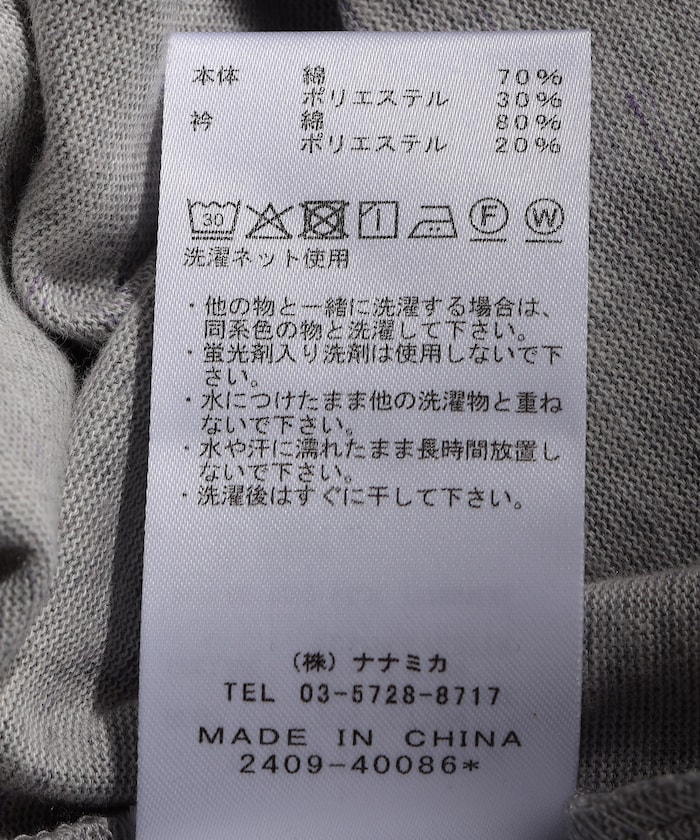 本体 綿 70%
ポリエステル 30%
衿 綿 80%
ポリエステル 20%
30 F W
洗濯ネット使用
・他の物と一緒に洗濯する場合は、
同系色の物と洗濯して下さい。
・蛍光剤入り洗剤は使用しないで下
さい。
・水につけたまま他の洗濯物と重ね
ないで下さい。
・水や汗に濡れたまま長時間放置し
ないで下さい。
・洗濯後はすぐに干して下さい。
(株) ナナミカ
TEL 03-5728-8717
MADE IN CHINA
2409-40086*